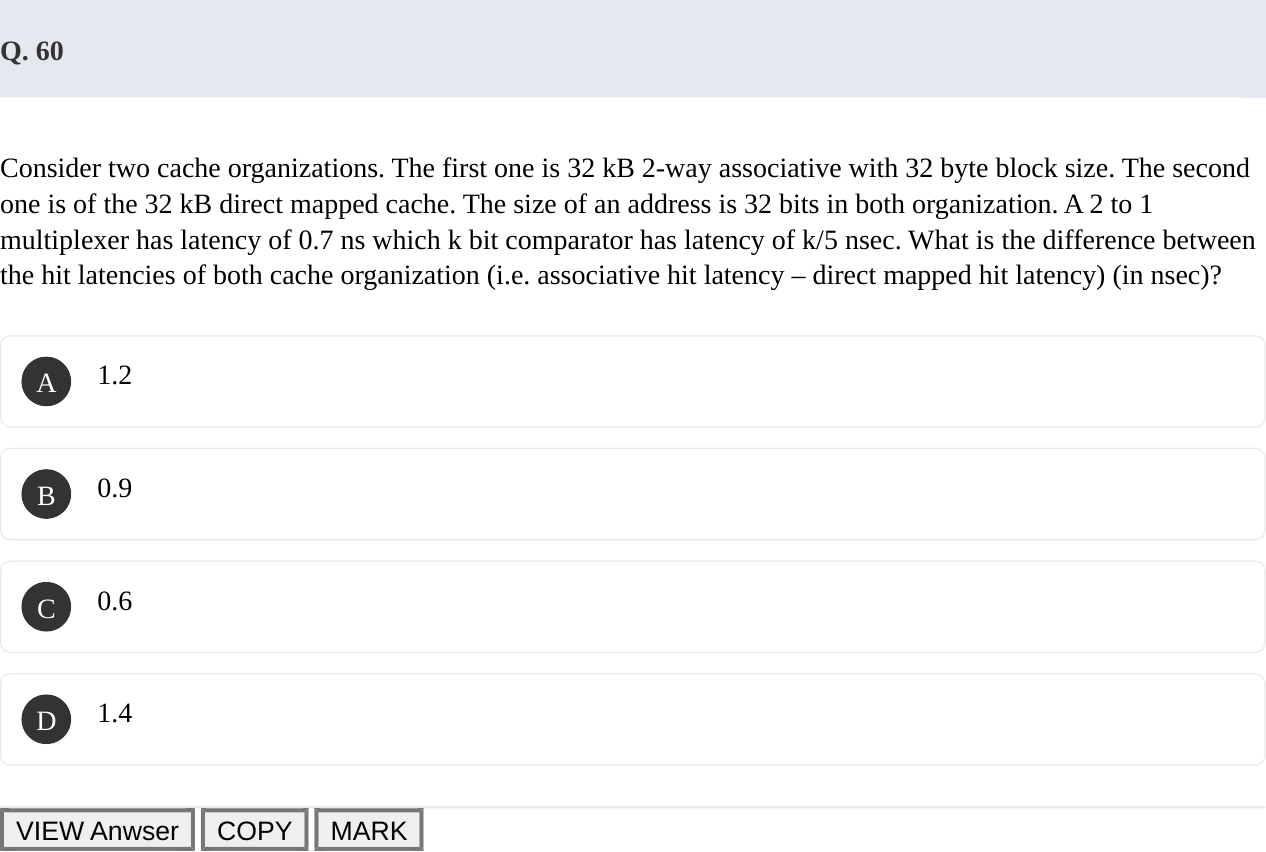 Q. 60
Consider two cache organizations. The first one is 32 kB 2-way associative with 32 byte block size. The second
one is of the 32 kB direct mapped cache. The size of an address is 32 bits in both organization. A 2 to 1
multiplexer has latency of 0.7 ns which k bit comparator has latency of k/5 nsec. What is the difference between
the hit latencies of both cache organization (i.e. associative hit latency – direct mapped hit latency) (in nsec)?
A 1.2
B 0.9
C 0.6
D 1.4
VIEW Anwser COPY MARK